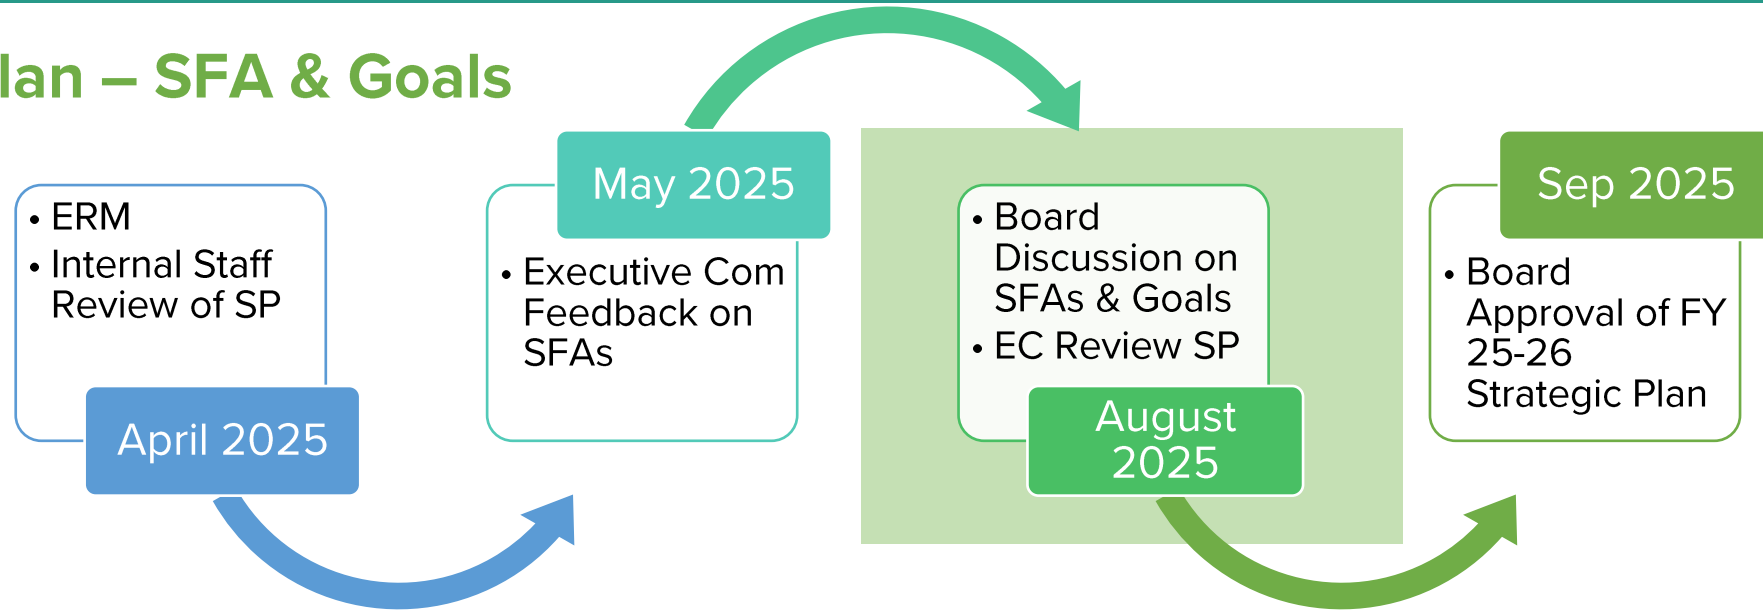 lan – SFA & Goals
• ERM
• Internal Staff
Review of SP
April 2025
May 2025
• Executive Com
Feedback on
SFAs
• Board
Discussion on
SFAs & Goals
• EC Review SP
August
2025
Sep 2025
• Board
Approval of FY
25-26
Strategic Plan